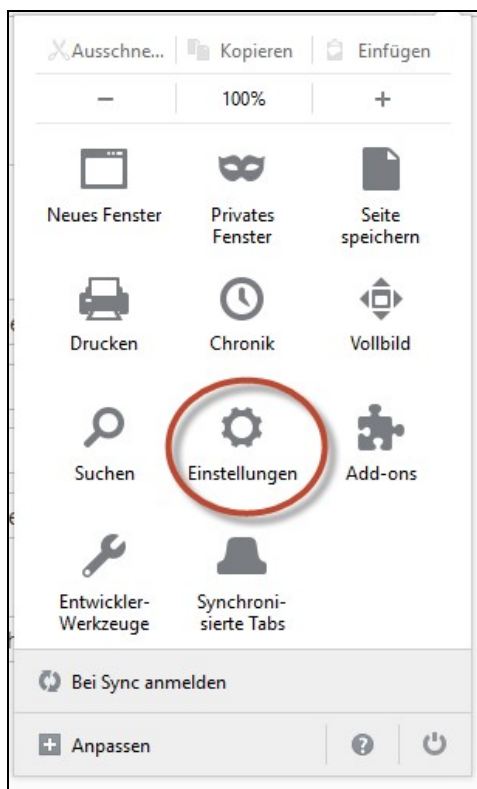 Ausschne... Kopieren Einfügen
− 100% +
Neues Fenster Privates Fenster Seite speichern
Drucken Chronik Vollbild
Suchen Einstellungen Add-ons
Entwickler-Werkzeuge Synchroni-sierte Tabs
Bei Sync anmelden
Anpassen